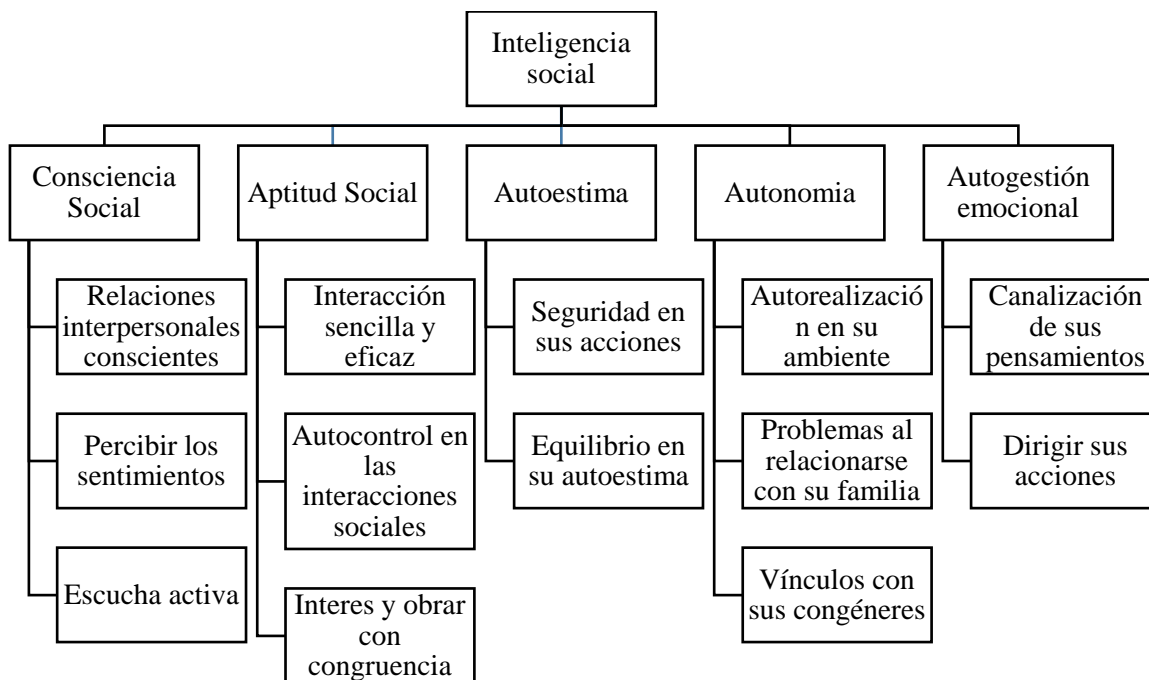 Inteligencia
social
Consciencia
Social
Aptitud Social
Autoestima
Autonomia
Autogestión
emocional
Relaciones
interpersonales
conscientes
Percibir los
sentimientos
Escucha activa
Interacción
sencilla y
eficaz
Autocontrol en
las
interacciones
sociales
Interes y obrar
con
congruencia
Seguridad en
sus acciones
Equilibrio en
su autoestima
Autorealizació
n en su
ambiente
Problemas al
relacionarse
con su familia
Vínculos con
sus congéneres
Canalización
de sus
pensamientos
Dirigir sus
acciones